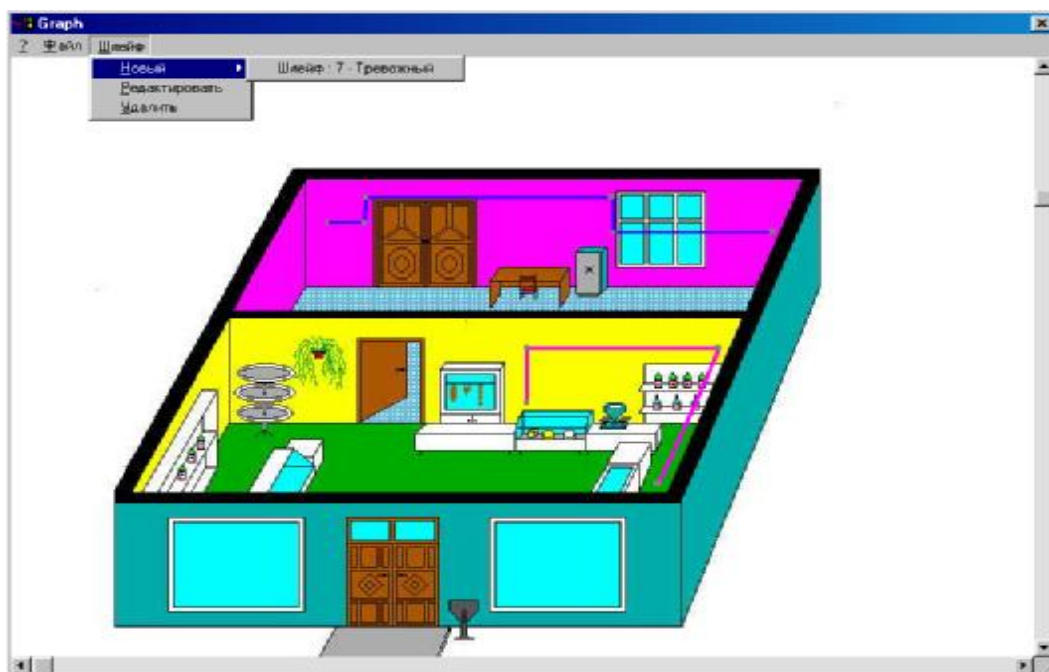 Graph
? Файл Шлейф
Новый Шлейф : 7 - Тревожный
Редактировать
Удалить